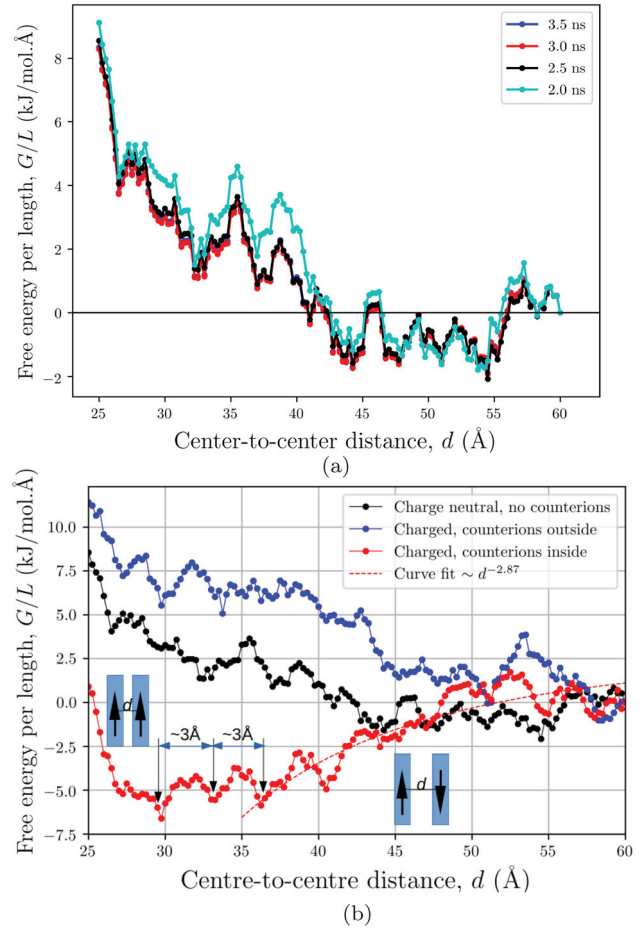 8
6
4
2
0
−2
25 30 35 40 45 50 55 60
Free energy per length, G/L (kJ/mol.Å)
Center-to-center distance, d (Å)
3.5 ns
3.0 ns
2.5 ns
2.0 ns
(a)
10.0
7.5
5.0
2.5
0.0
−2.5
−5.0
−7.5
25 30 35 40 45 50 55 60
Free energy per length, G/L (kJ/mol.Å)
Centre-to-centre distance, d (Å)
Charge neutral, no counterions
Charged, counterions outside
Charged, counterions inside
Curve fit ~ d^−2.87
d
~3Å ~3Å
d
(b)